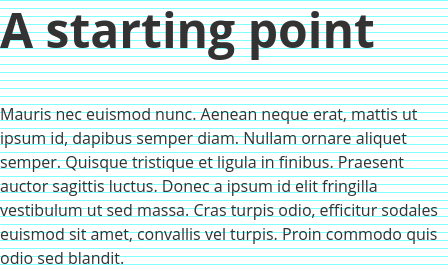 A starting point
Mauris nec euismod nunc. Aenean neque erat, mattis ut
ipsum id, dapibus semper diam. Nullam ornare aliquet
semper. Quisque tristique et ligula in finibus. Praesent
auctor sagittis luctus. Donec a ipsum id elit fringilla
vestibulum ut sed massa. Cras turpis odio, efficitur sodales
euismod sit amet, convallis vel turpis. Proin commodo quis
odio sed blandit.